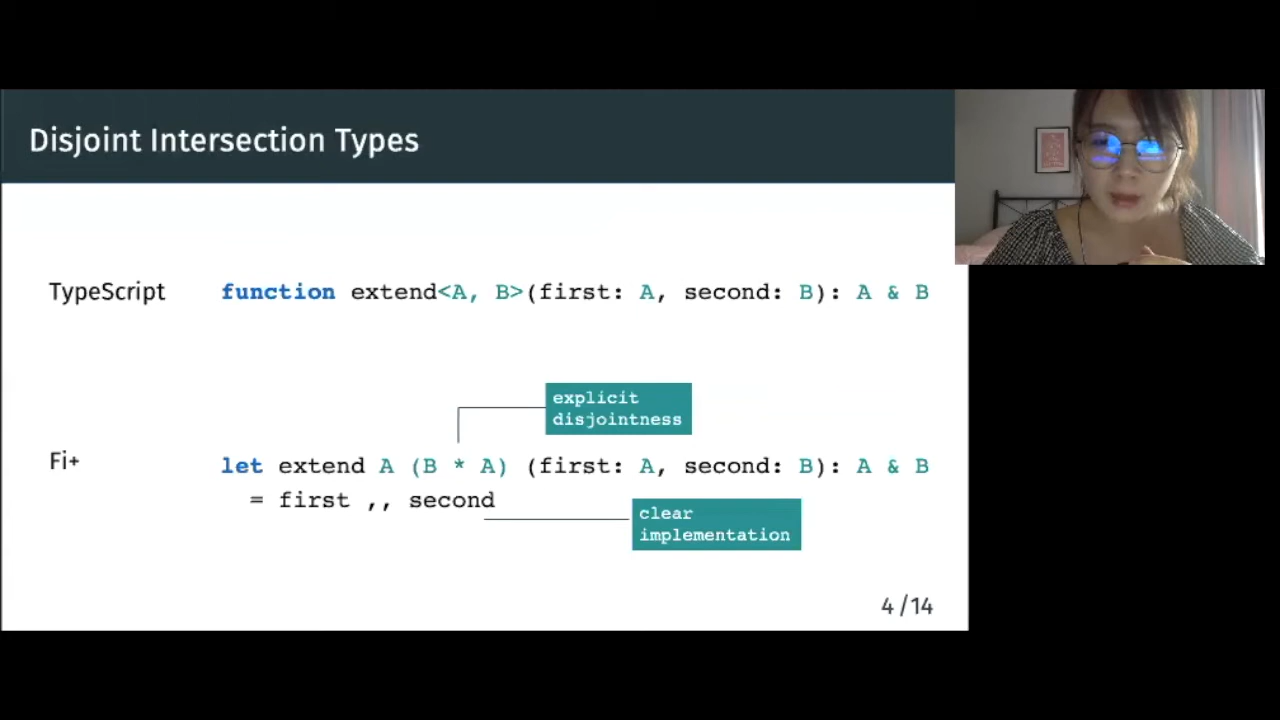 Disjoint Intersection Types
TypeScript function extend<A, B>(first: A, second: B): A & B
explicit
disjointness
Fi+ let extend A (B * A) (first: A, second: B): A & B
= first ,, second
clear
implementation
4/14